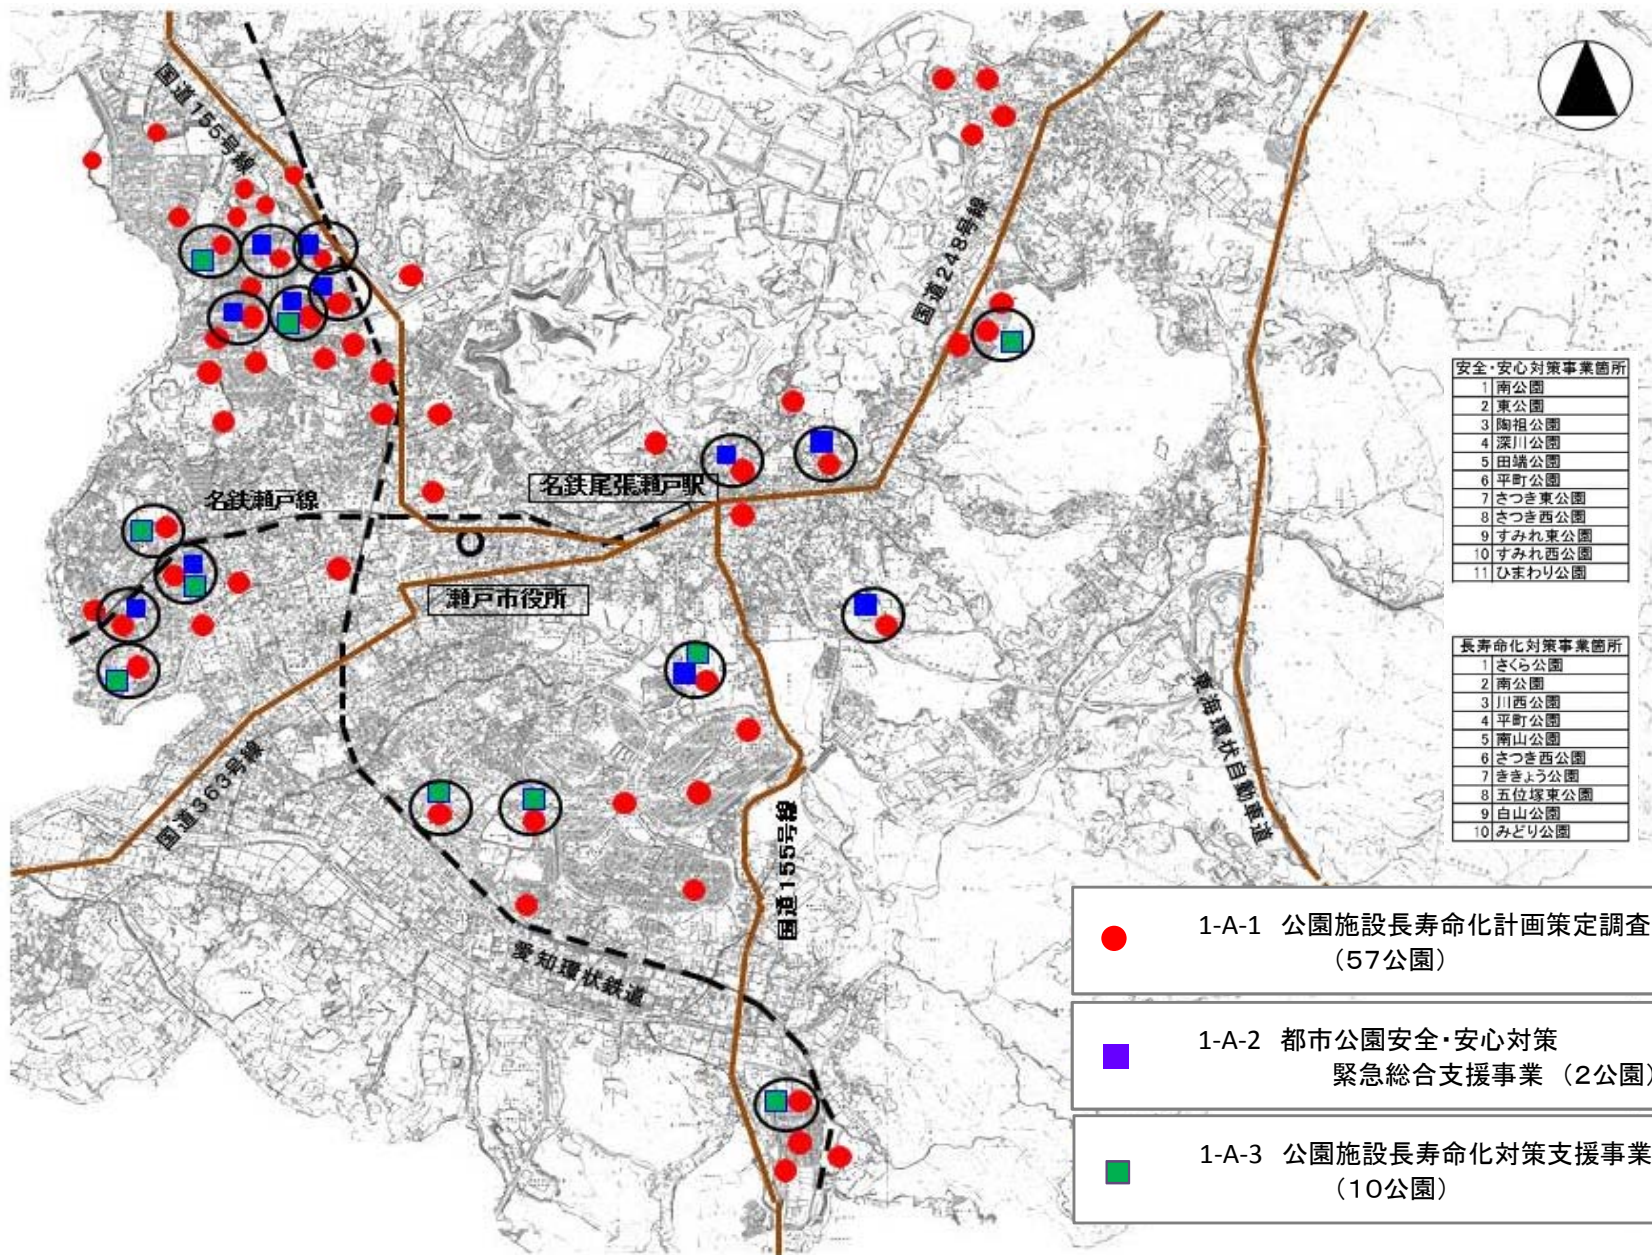 国道155号線
国道248号線
安全・安心対策事業箇所
1 南公園
2 東公園
3 陶祖公園
4 深川公園
5 田端公園
6 平町公園
7 さつき東公園
8 さつき西公園
9 すみれ東公園
10 すみれ西公園
11 ひまわり公園
名鉄尾張瀬戸駅
名鉄瀬戸線
瀬戸市役所
長寿命化対策事業箇所
1 さくら公園
2 南公園
3 川西公園
4 平町公園
5 南山公園
6 さつき西公園
7 ききょう公園
8 五位塚東公園
9 白山公園
10 みどり公園
東海環状自動車道
国道363号線
国道155号線
愛知環状鉄道
1-A-1 公園施設長寿命化計画策定調査
（57公園）
1-A-2 都市公園安全・安心対策
緊急総合支援事業 （2公園）
1-A-3 公園施設長寿命化対策支援事業
（10公園）